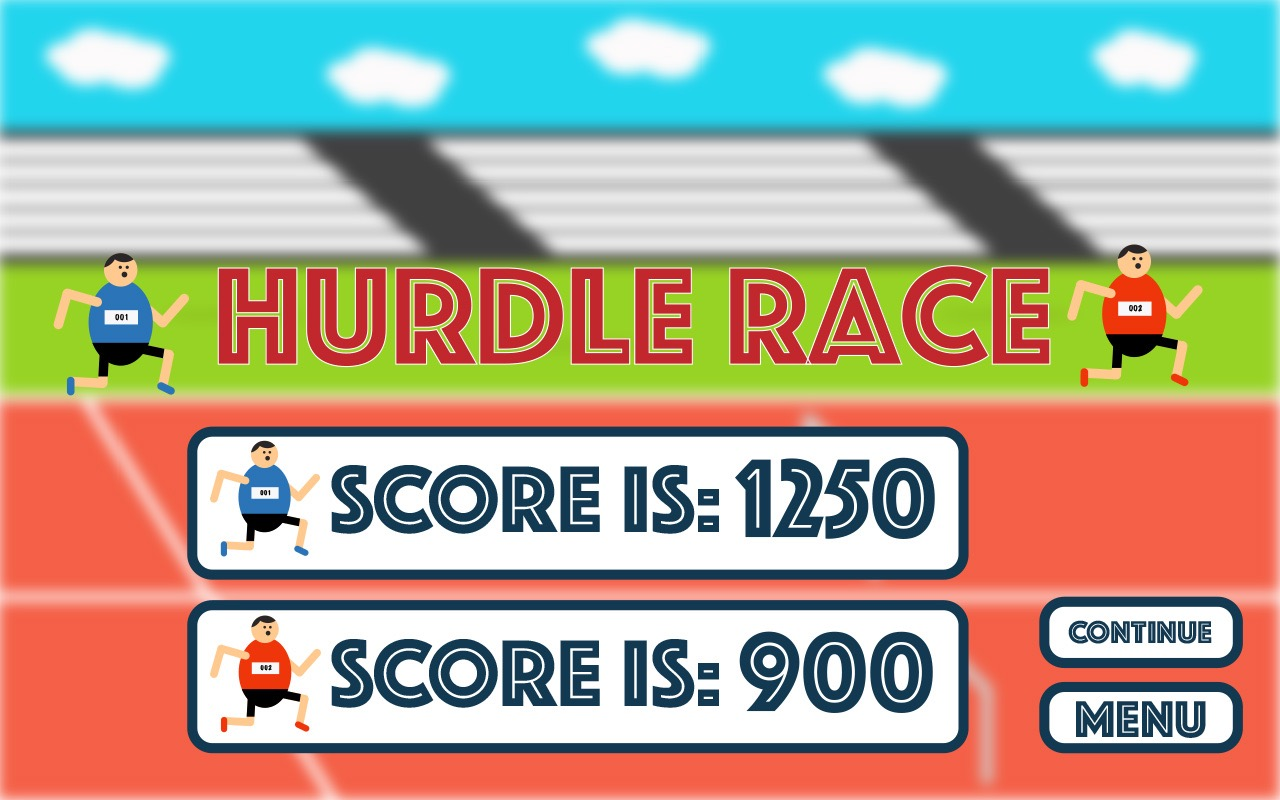 HURDLE RACE
001
002
001
SCORE IS: 1250
002
SCORE IS: 900
CONTINUE
MENU